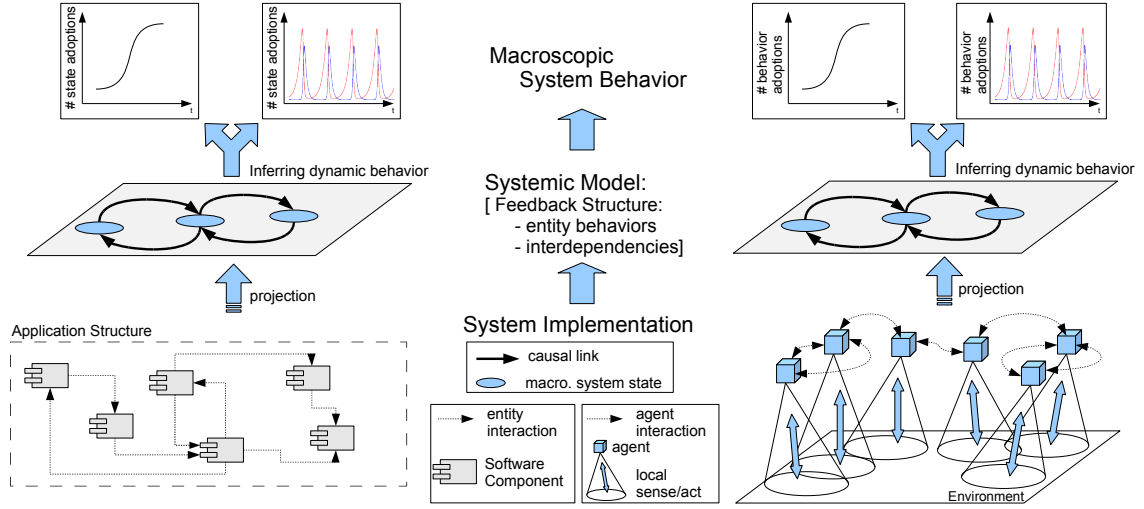 # state adoptions
t
# state adoptions
t
Inferring dynamic behavior
projection
Application Structure
Macroscopic
System Behavior
Systemic Model:
[ Feedback Structure:
- entity behaviors
- interdependencies]
System Implementation
causal link
macro. system state
entity
interaction
Software
Component
agent
interaction
agent
local
sense/act
# behavior
adoptions
t
# behavior
adoptions
t
Inferring dynamic behavior
projection
Environment